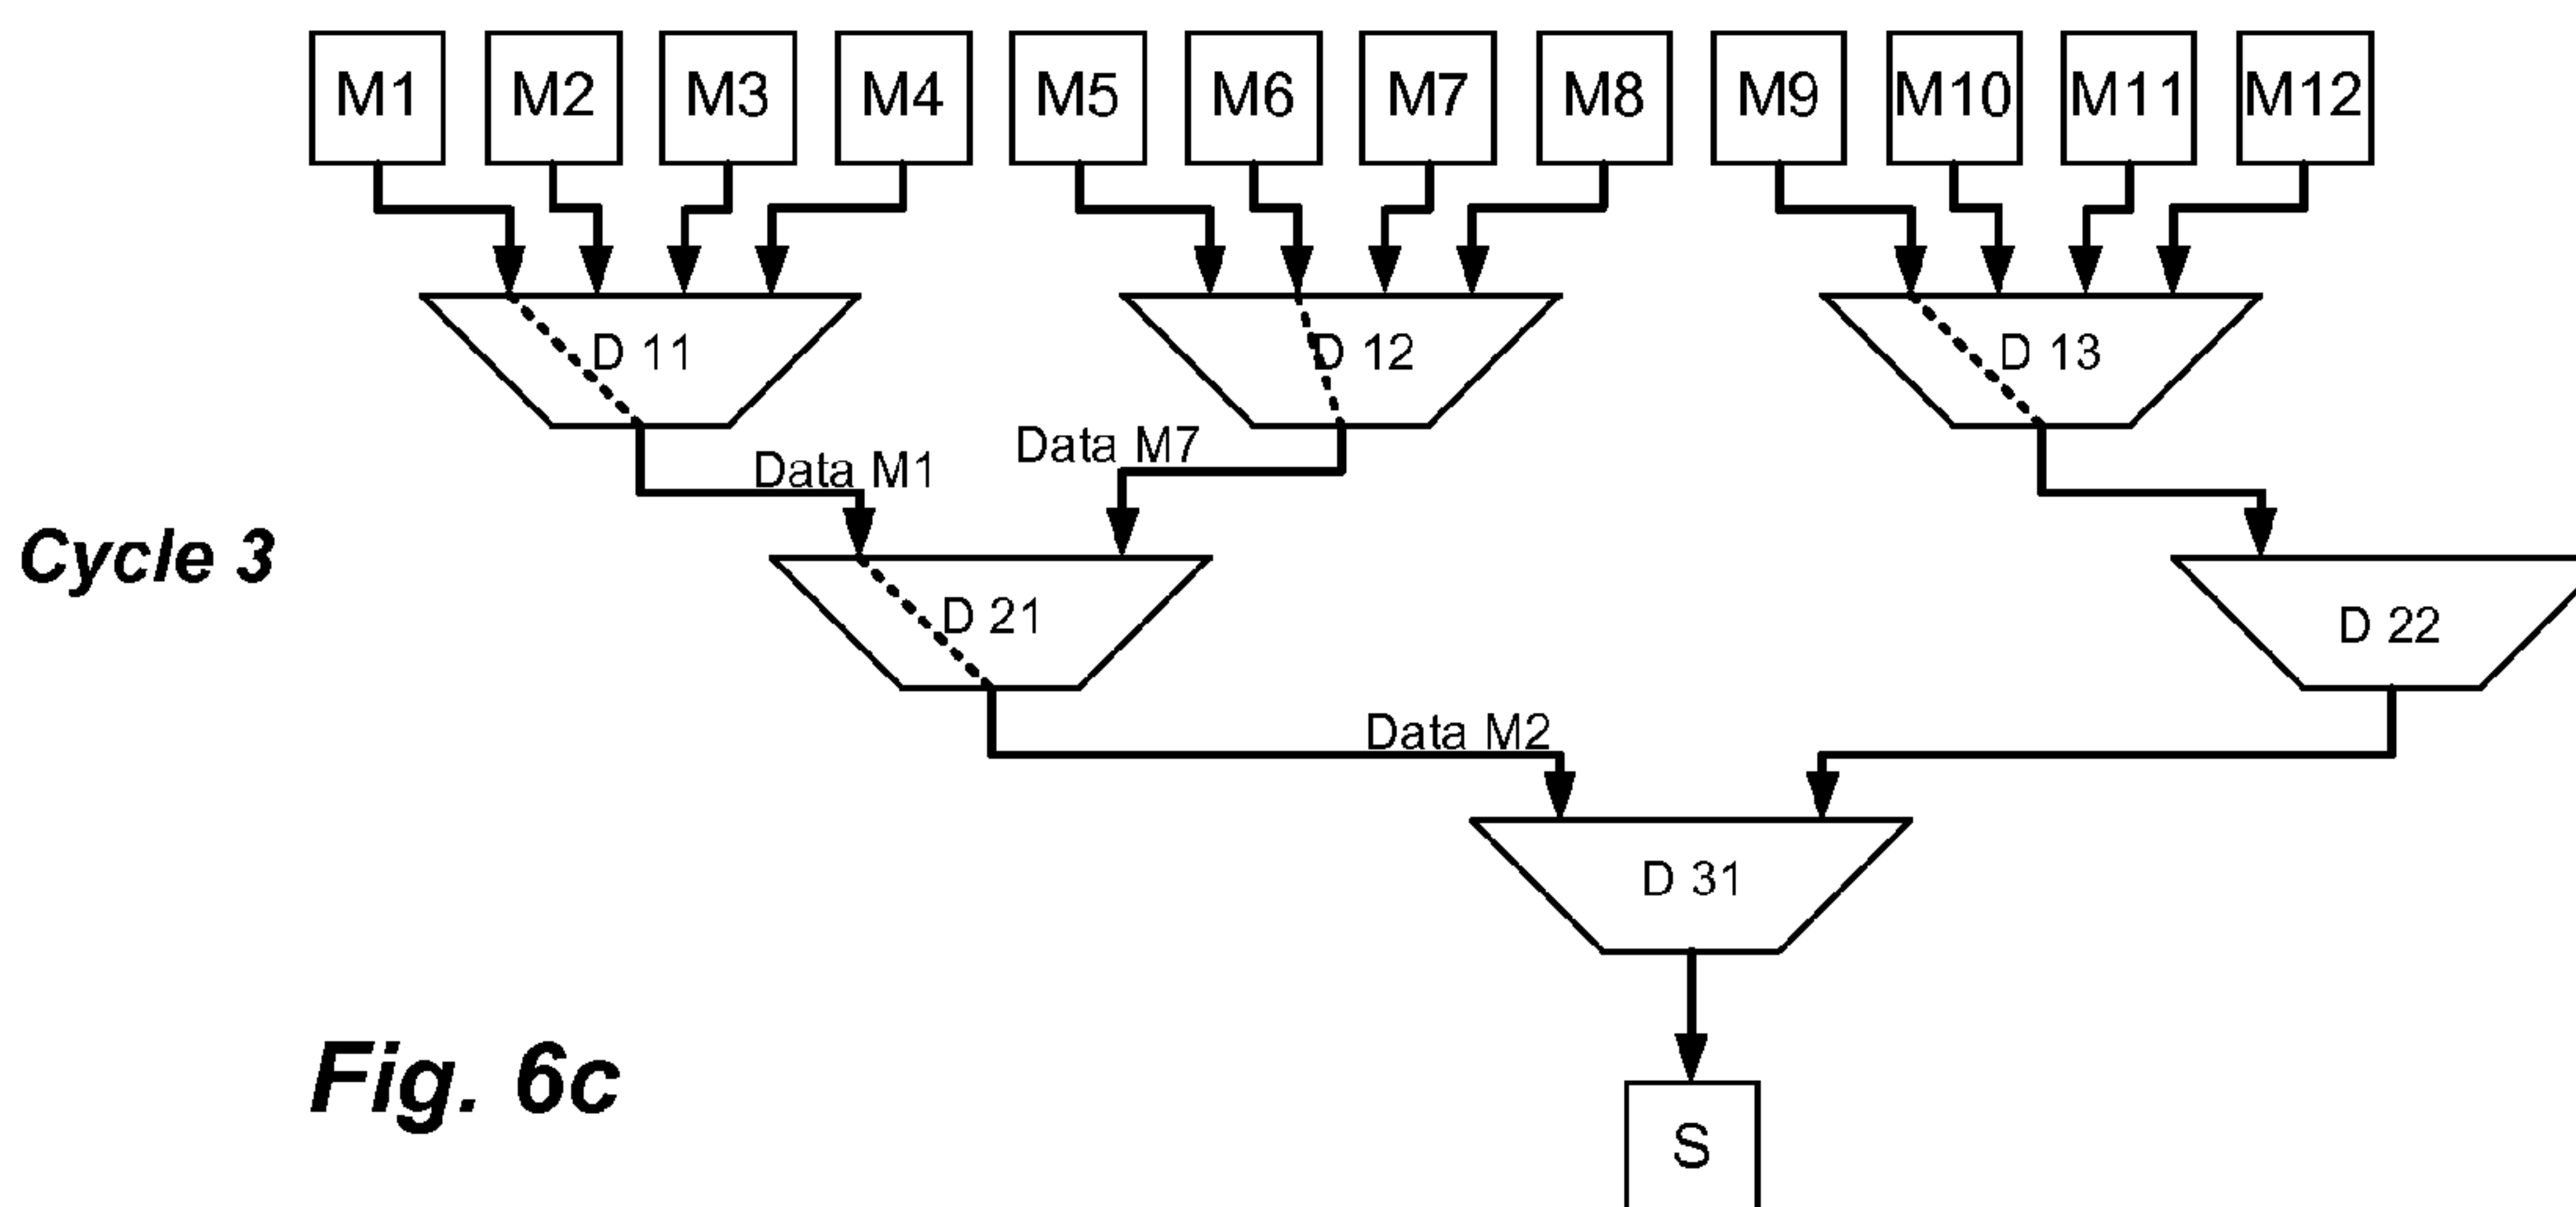 M1 M2 M3 M4 M5 M6 M7 M8 M9 M10 M11 M12
D 11 D 12 D 13
Data M1 Data M7
Cycle 3
D 21 D 22
Data M2
D 31
Fig. 6c
S